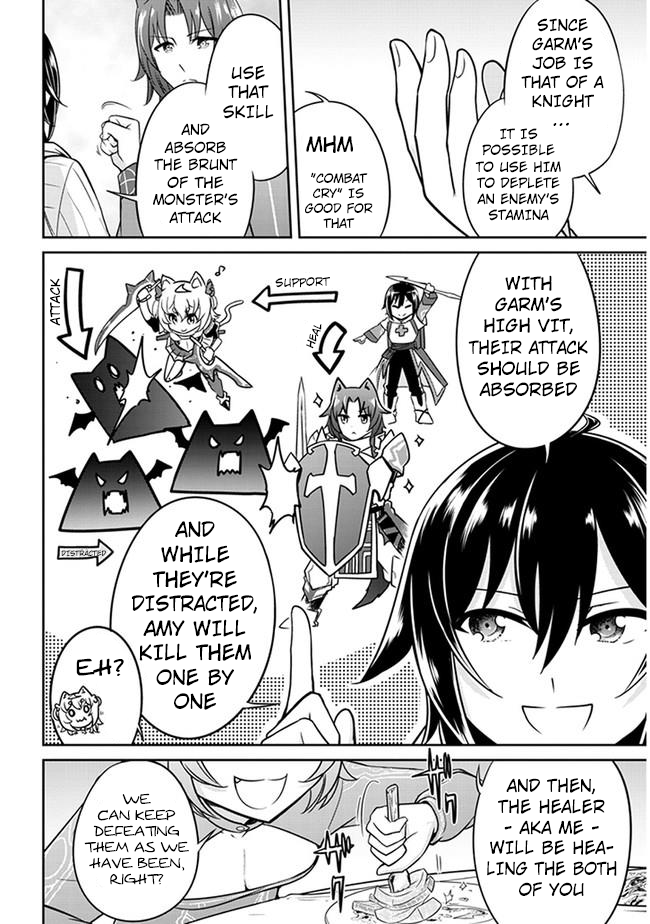 SINCE
GARM'S
JOB IS
THAT OF A
KNIGHT
...
IT IS
POSSIBLE
TO USE HIM
TO DEPLETE
AN ENEMY'S
STAMINA
MHM
"COMBAT
CRY" IS
GOOD FOR
THAT
USE
THAT
SKILL
AND
ABSORB
THE BRUNT
OF THE
MONSTER'S
ATTACK
WITH
GARM'S
HIGH VIT,
THEIR ATTACK
SHOULD BE
ABSORBED
SUPPORT
HEAL
ATTACK
♪
DISTRACTED
AND
WHILE
THEY'RE
DISTRACTED,
AMY WILL
KILL THEM
ONE BY
ONE
EH?
AND THEN,
THE HEALER
- AKA ME -
WILL BE HEA-
LING THE BOTH
OF YOU
WE
CAN KEEP
DEFEATING
THEM AS WE
HAVE BEEN,
RIGHT?